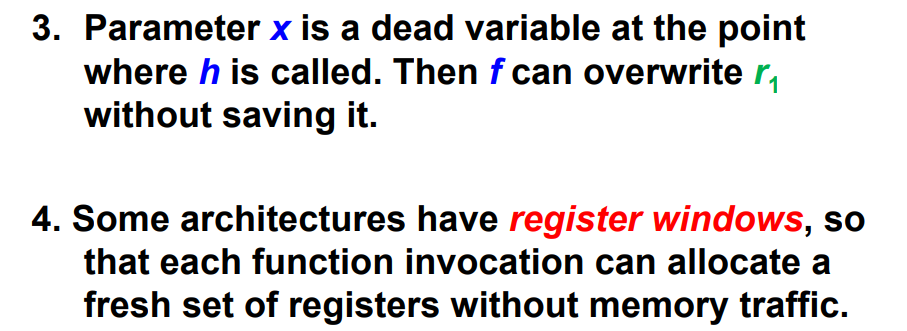 3. Parameter x is a dead variable at the point
where h is called. Then f can overwrite r₁
without saving it.
4. Some architectures have register windows, so
that each function invocation can allocate a
fresh set of registers without memory traffic.